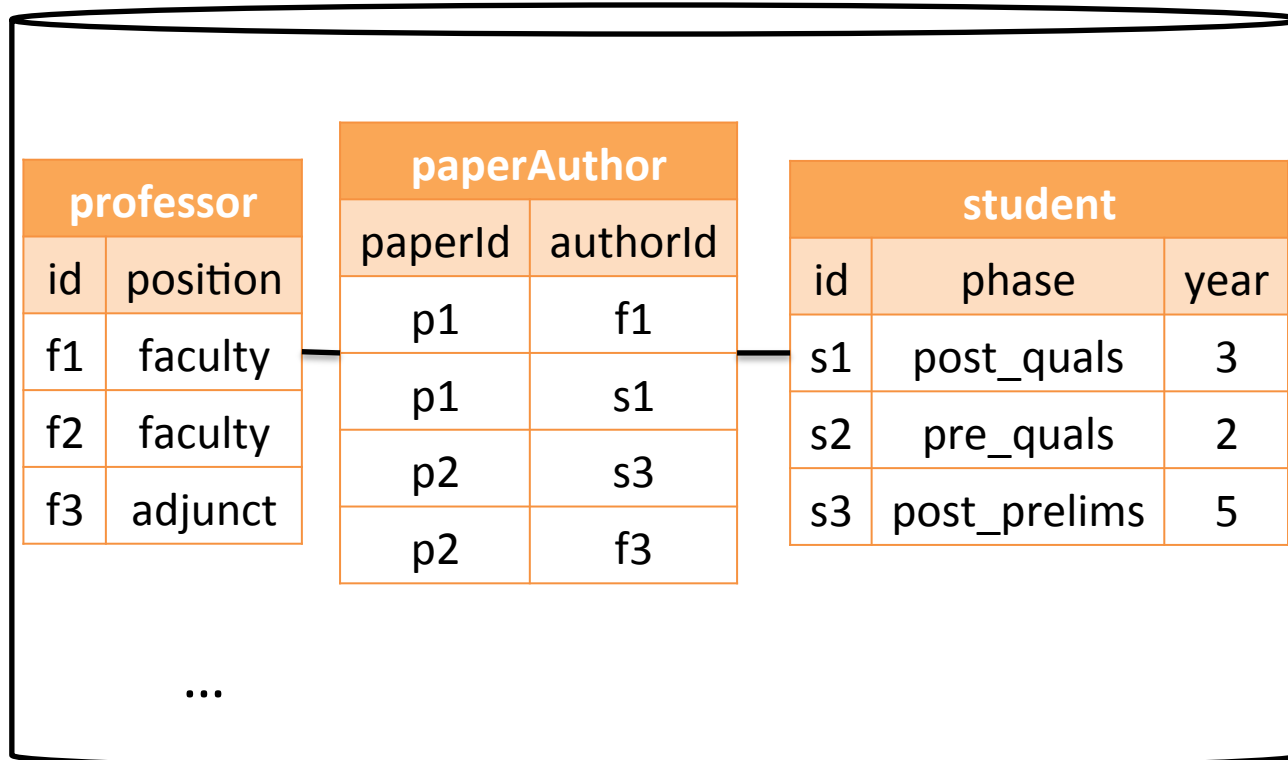 professor
id position
f1 faculty
f2 faculty
f3 adjunct
paperAuthor
paperId authorId
p1 f1
p1 s1
p2 s3
p2 f3
student
id phase year
s1 post_quals 3
s2 pre_quals 2
s3 post_prelims 5
...